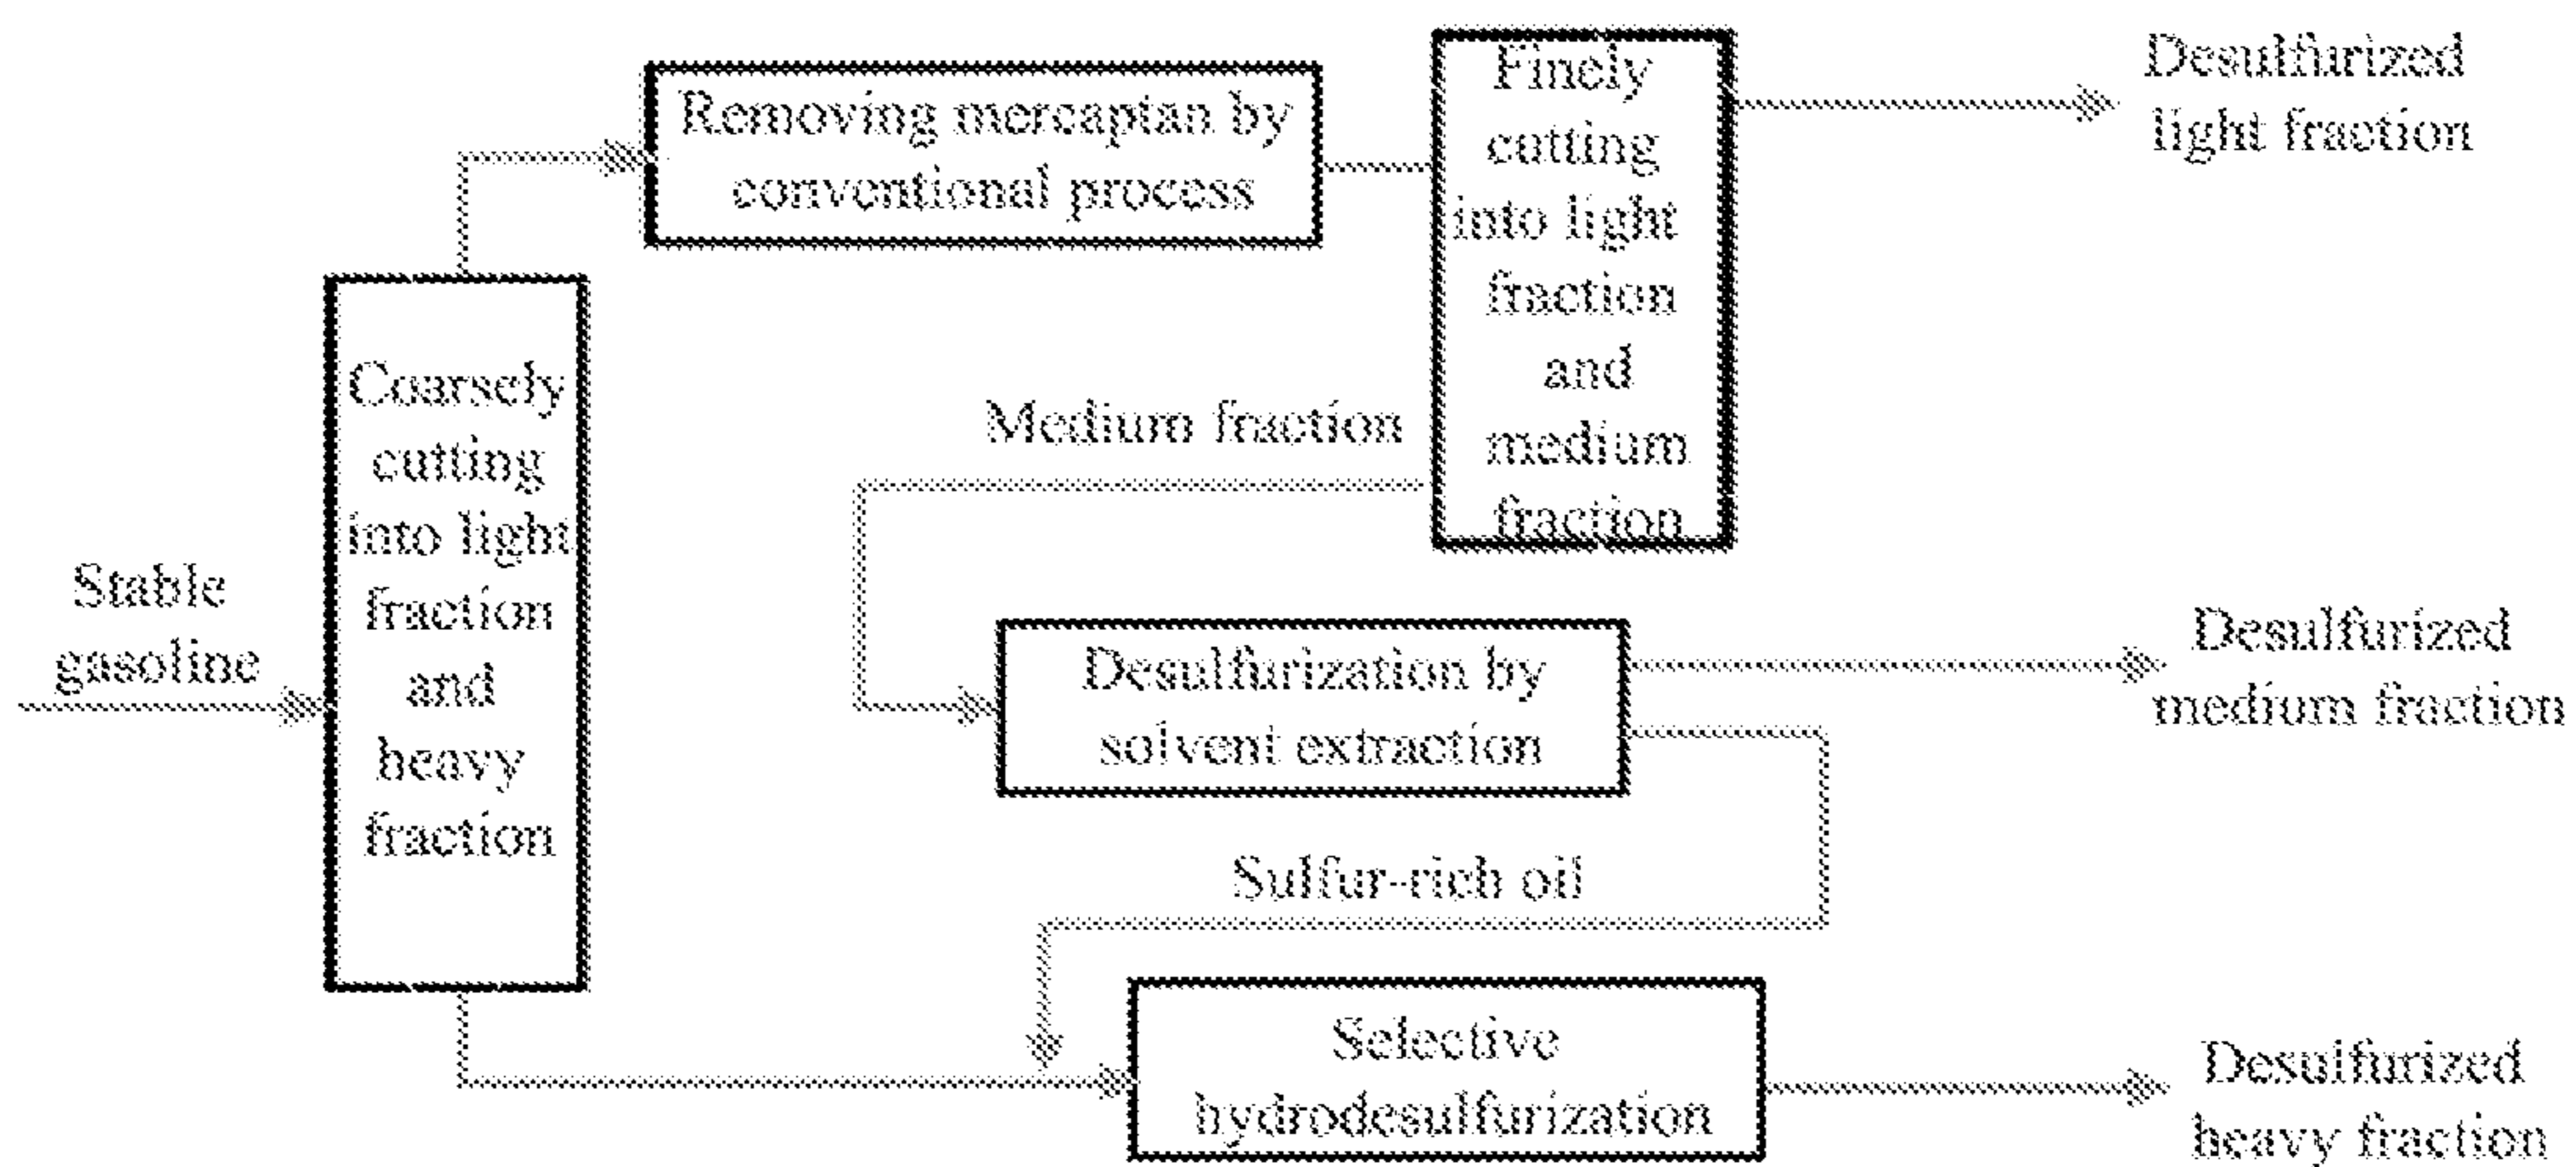 Stable
gasoline
Coarsely
cutting
into light
fraction
and
heavy
fraction
Removing mercaptan by
conventional process
Finely
cutting
into light
fraction
and
medium
fraction
Desulfurized
light fraction
Medium fraction
Desulfurization by
solvent extraction
Desulfurized
medium fraction
Sulfur-rich oil
Selective
hydrodesulfurization
Desulfurized
heavy fraction